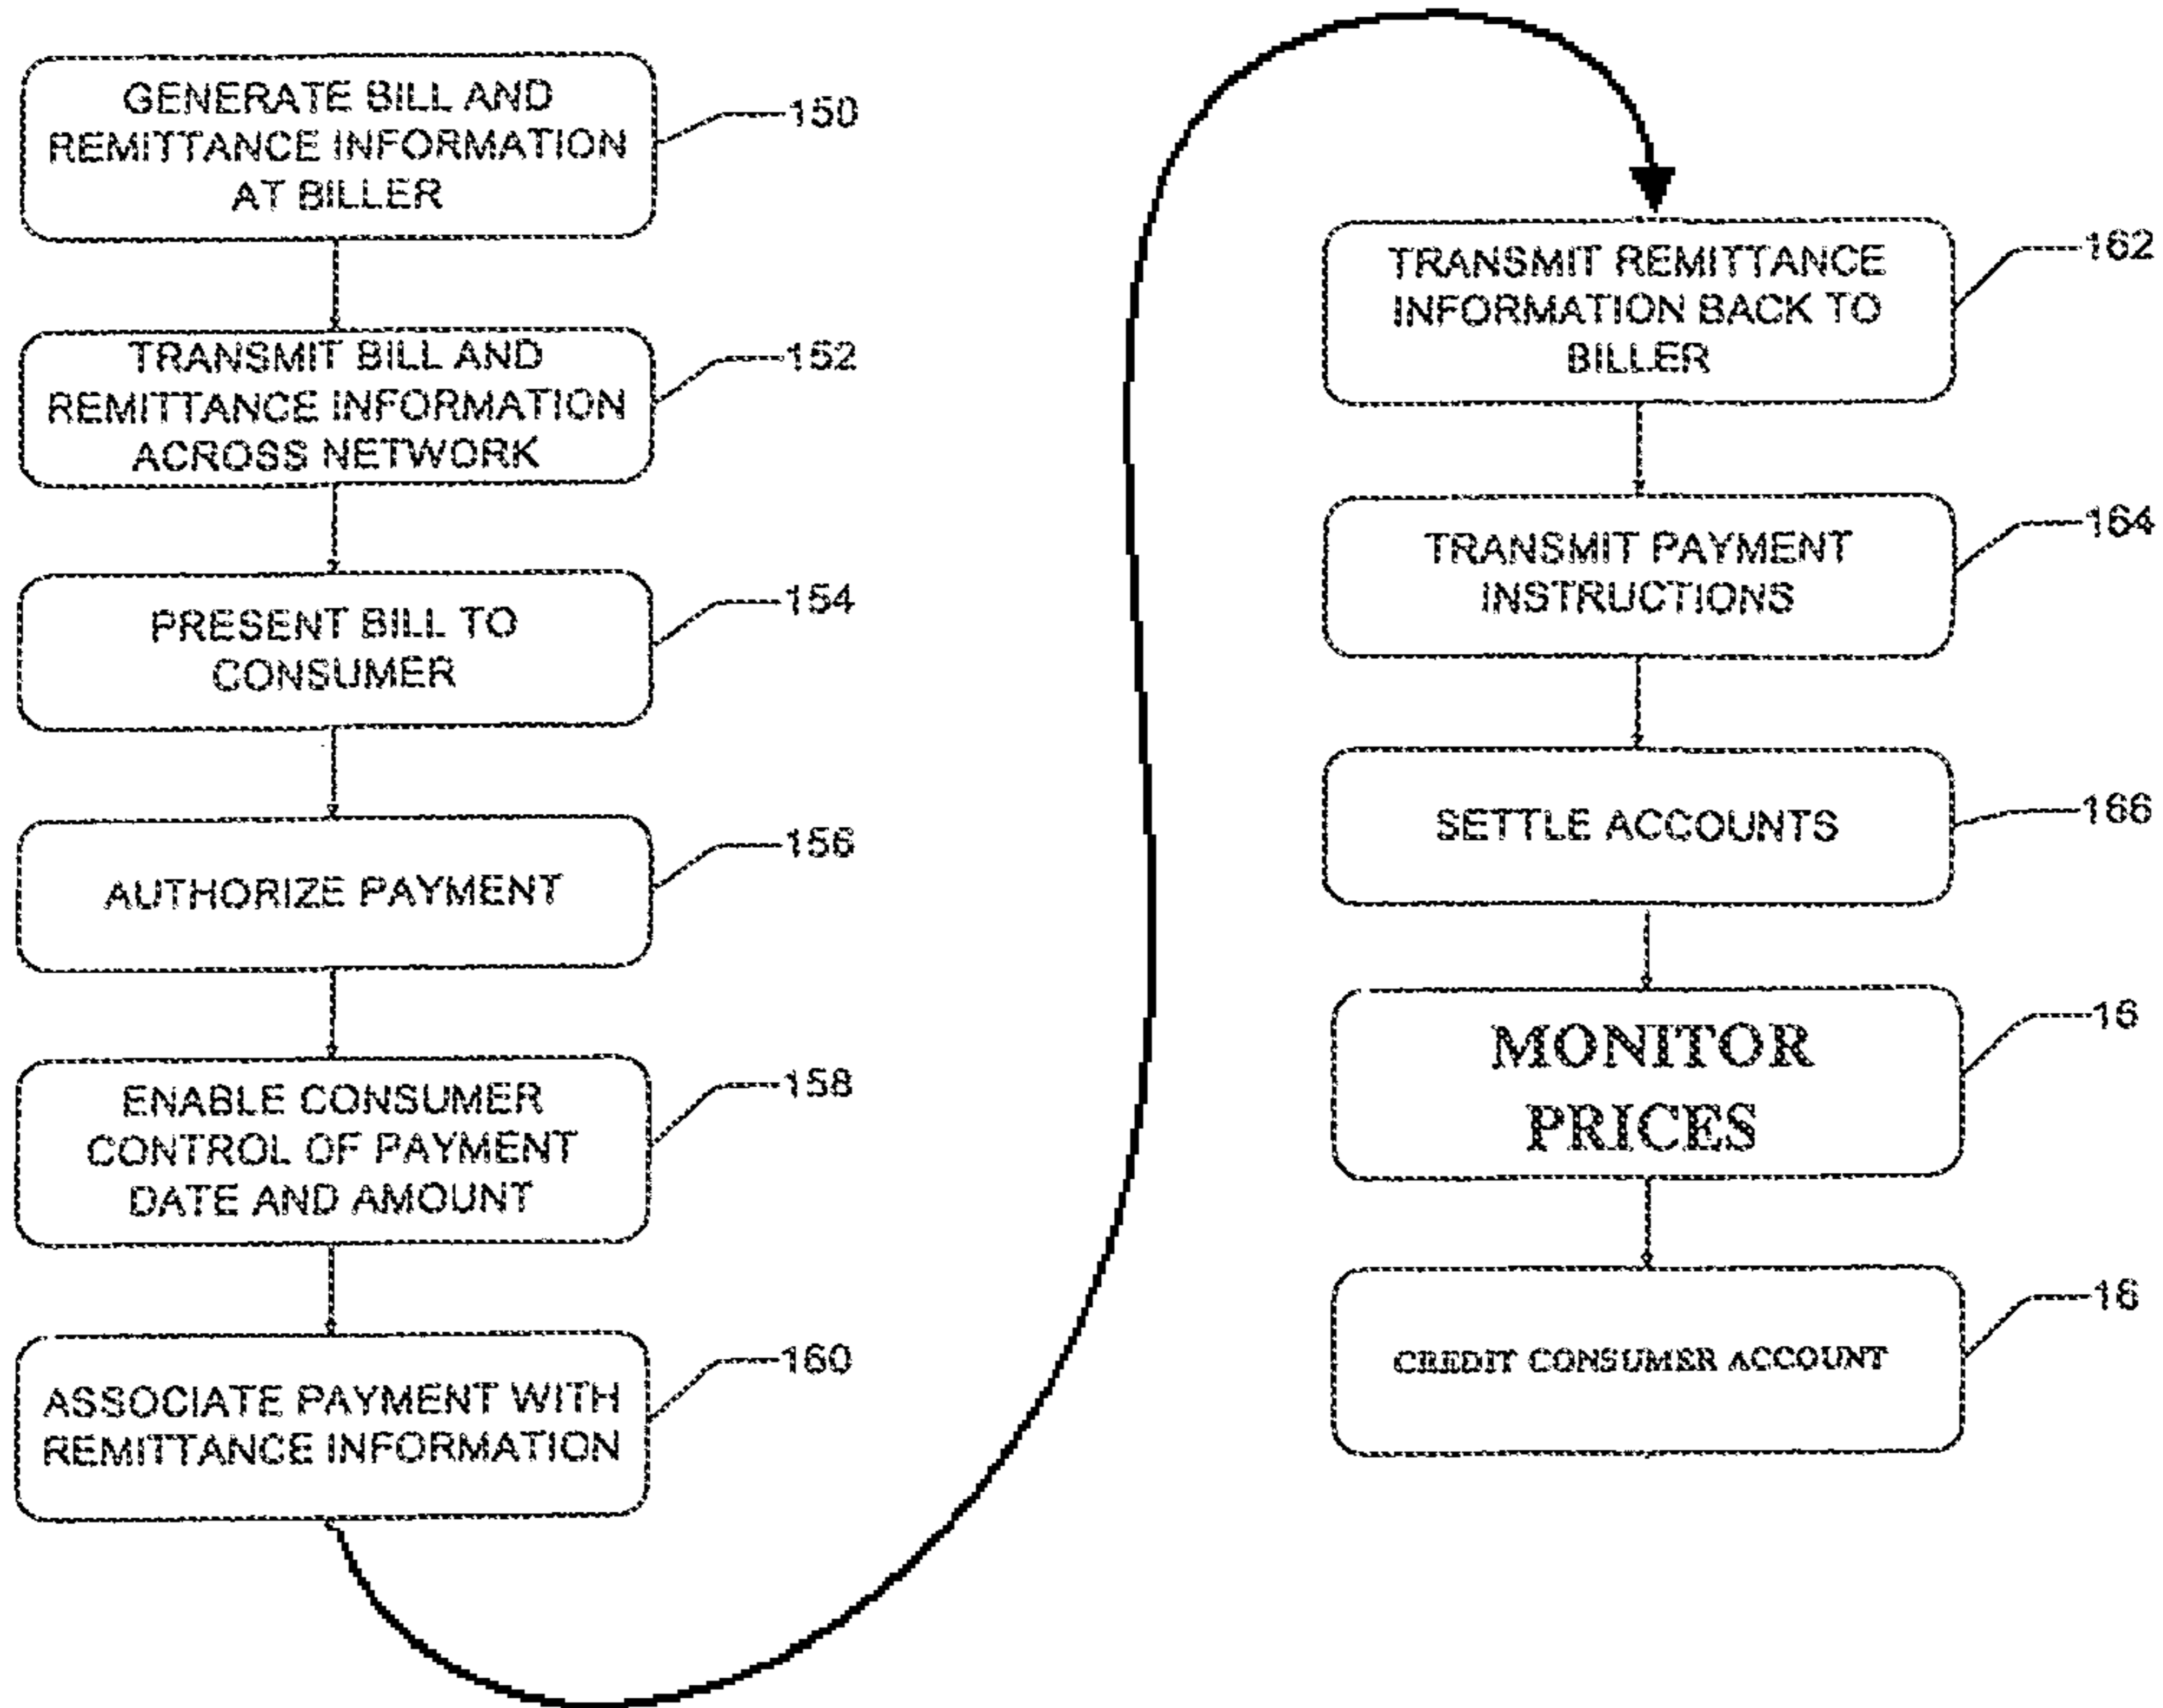 GENERATE BILL AND
REMITTANCE INFORMATION
AT BILLER
150
TRANSMIT BILL AND
REMITTANCE INFORMATION
ACROSS NETWORK
152
PRESENT BILL TO
CONSUMER
154
AUTHORIZE PAYMENT
156
ENABLE CONSUMER
CONTROL OF PAYMENT
DATE AND AMOUNT
158
ASSOCIATE PAYMENT WITH
REMITTANCE INFORMATION
160
TRANSMIT REMITTANCE
INFORMATION BACK TO
BILLER
162
TRANSMIT PAYMENT
INSTRUCTIONS
164
SETTLE ACCOUNTS
166
MONITOR
PRICES
16
CREDIT CONSUMER ACCOUNT
16